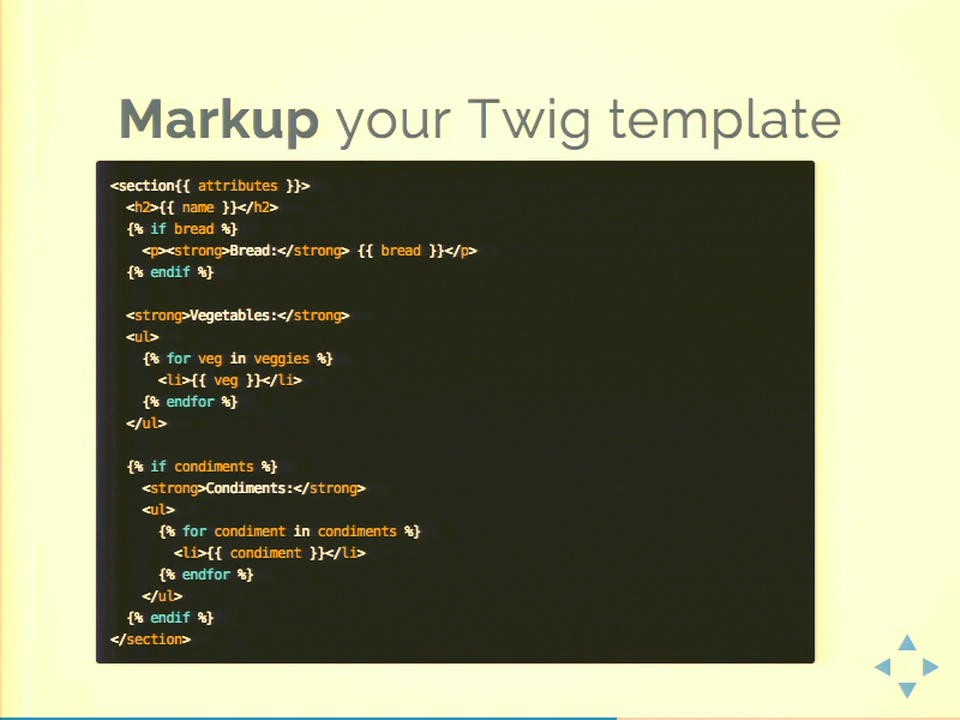 Markup your Twig template
<section{{ attributes }}>
  <h2>{{ name }}</h2>
  {% if bread %}
    <p><strong>Bread:</strong> {{ bread }}</p>
  {% endif %}

  <strong>Vegetables:</strong>
  <ul>
    {% for veg in veggies %}
      <li>{{ veg }}</li>
    {% endfor %}
  </ul>

  {% if condiments %}
    <strong>Condiments:</strong>
    <ul>
      {% for condiment in condiments %}
        <li>{{ condiment }}</li>
      {% endfor %}
    </ul>
  {% endif %}
</section>